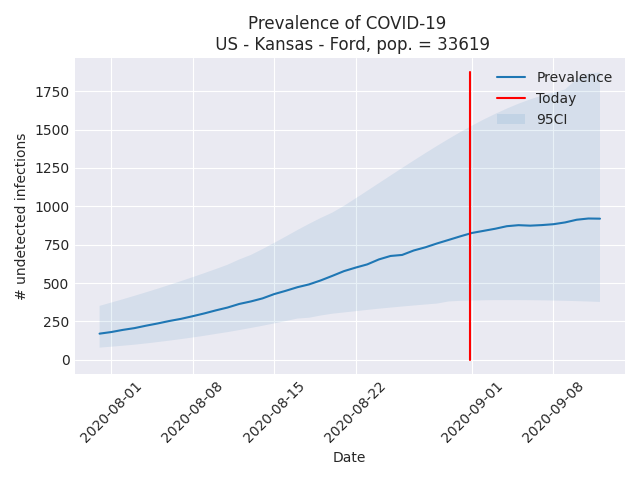 Prevalence of COVID-19
US - Kansas - Ford, pop. = 33619
Prevalence
Today
95CI
1750
1500
1250
1000
750
500
250
0
# undetected infections
2020-08-01
2020-08-08
2020-08-15
2020-08-22
2020-09-01
2020-09-08
Date